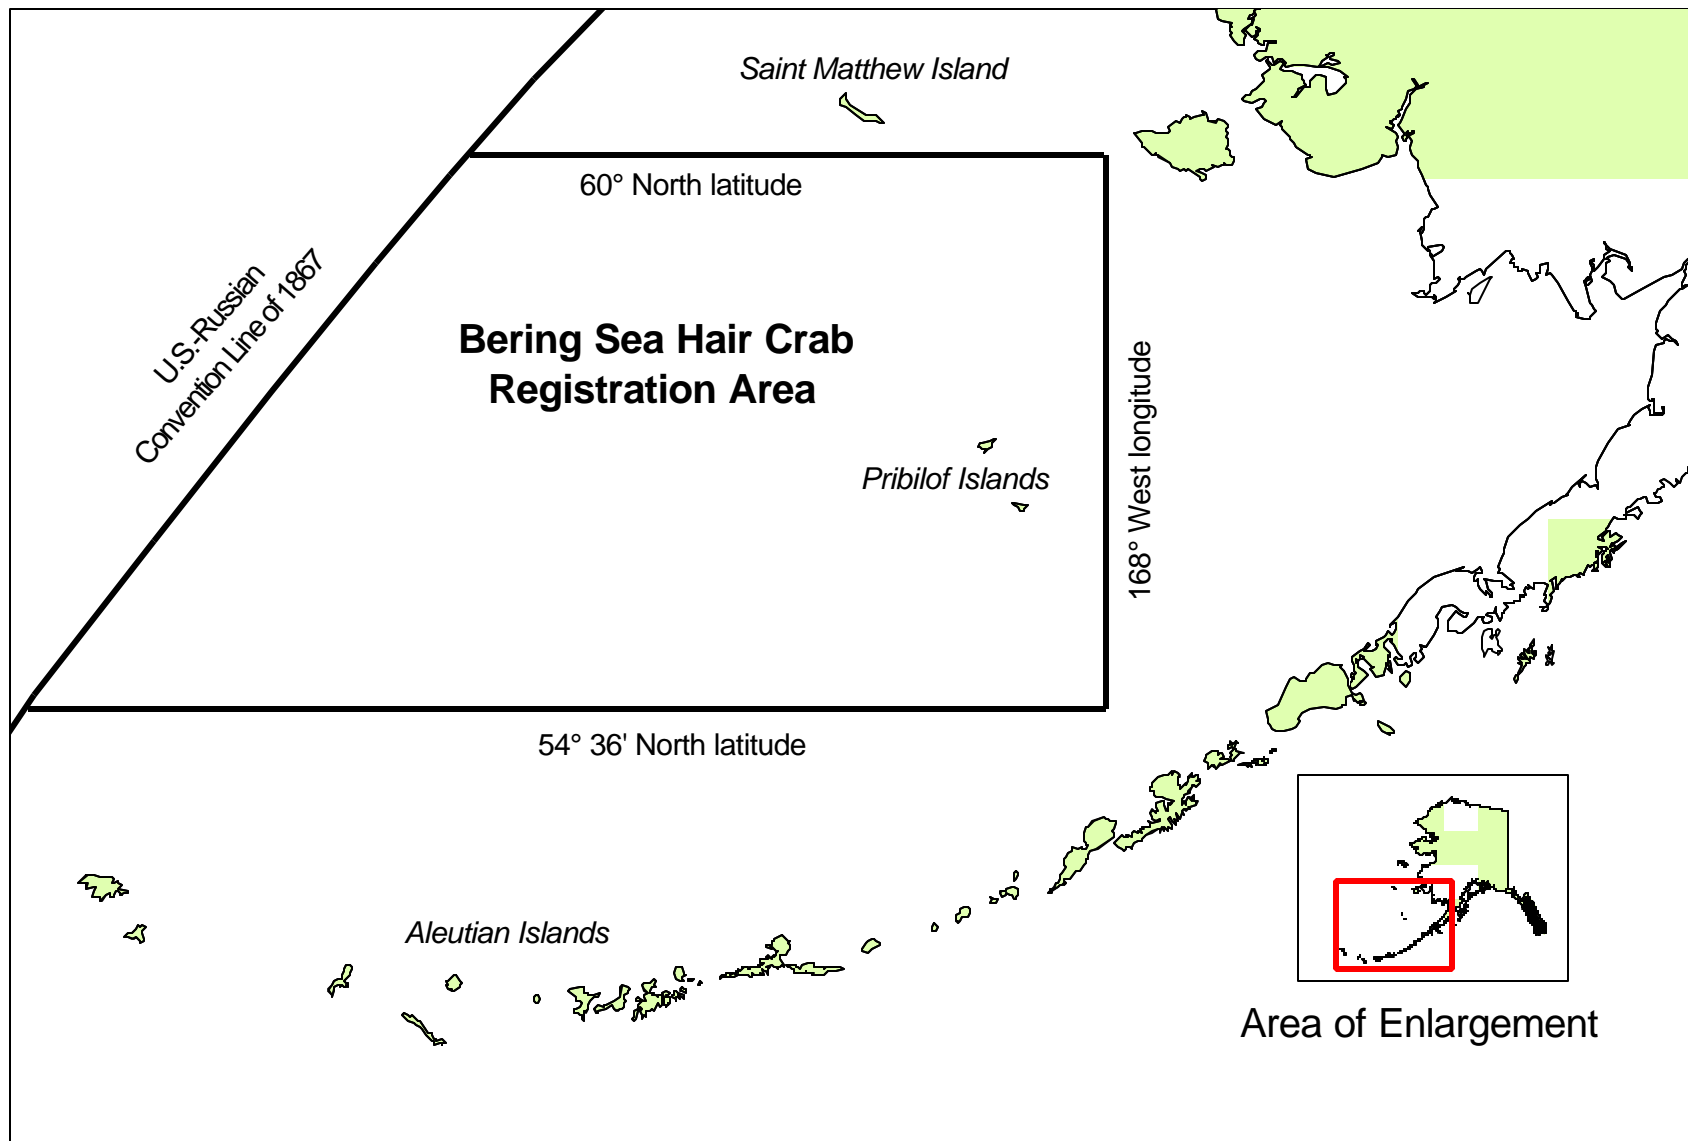 Saint Matthew Island
60° North latitude
U.S.-Russian
Convention Line of 1867
Bering Sea Hair Crab
Registration Area
168° West longitude
Pribilof Islands
54° 36' North latitude
Aleutian Islands
Area of Enlargement